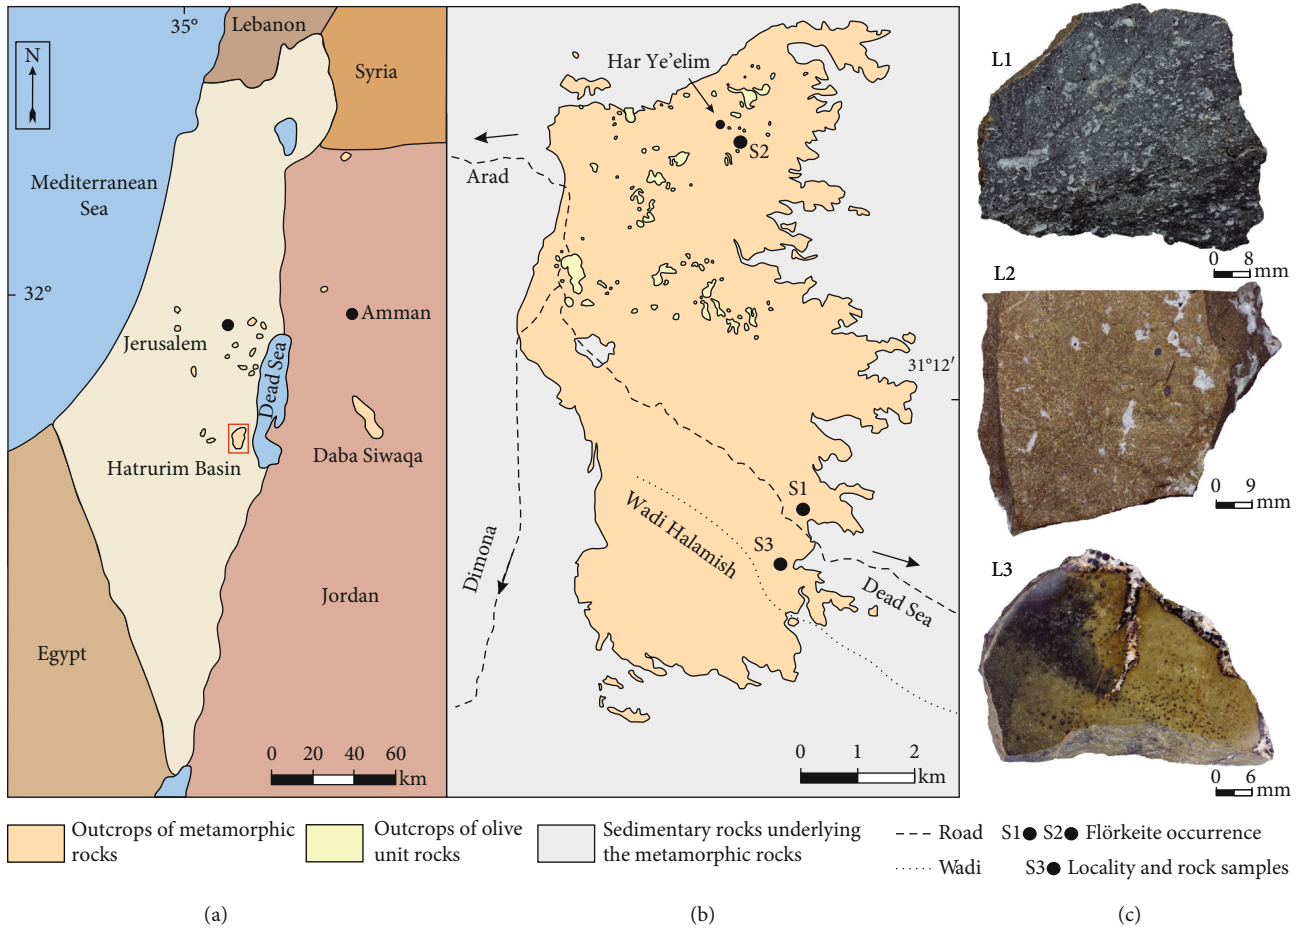 35°
Lebanon
N
Syria
Mediterranean
Sea
32°
Amman
Jerusalem
Dead Sea
Daba Siwaqa
Hatrurim Basin
Jordan
Egypt
0 20 40 60
km
Har Ye'elim
S2
Arad
31°12′
S1
Wadi Halamish
S3
Dimona
Dead Sea
0 1 2
km
L1
0 8
mm
L2
0 9
mm
L3
0 6
mm
Outcrops of metamorphic
rocks
Outcrops of olive
unit rocks
Sedimentary rocks underlying
the metamorphic rocks
Road
Wadi
S1 S2 Flörkeite occurrence
S3 Locality and rock samples
(a)
(b)
(c)